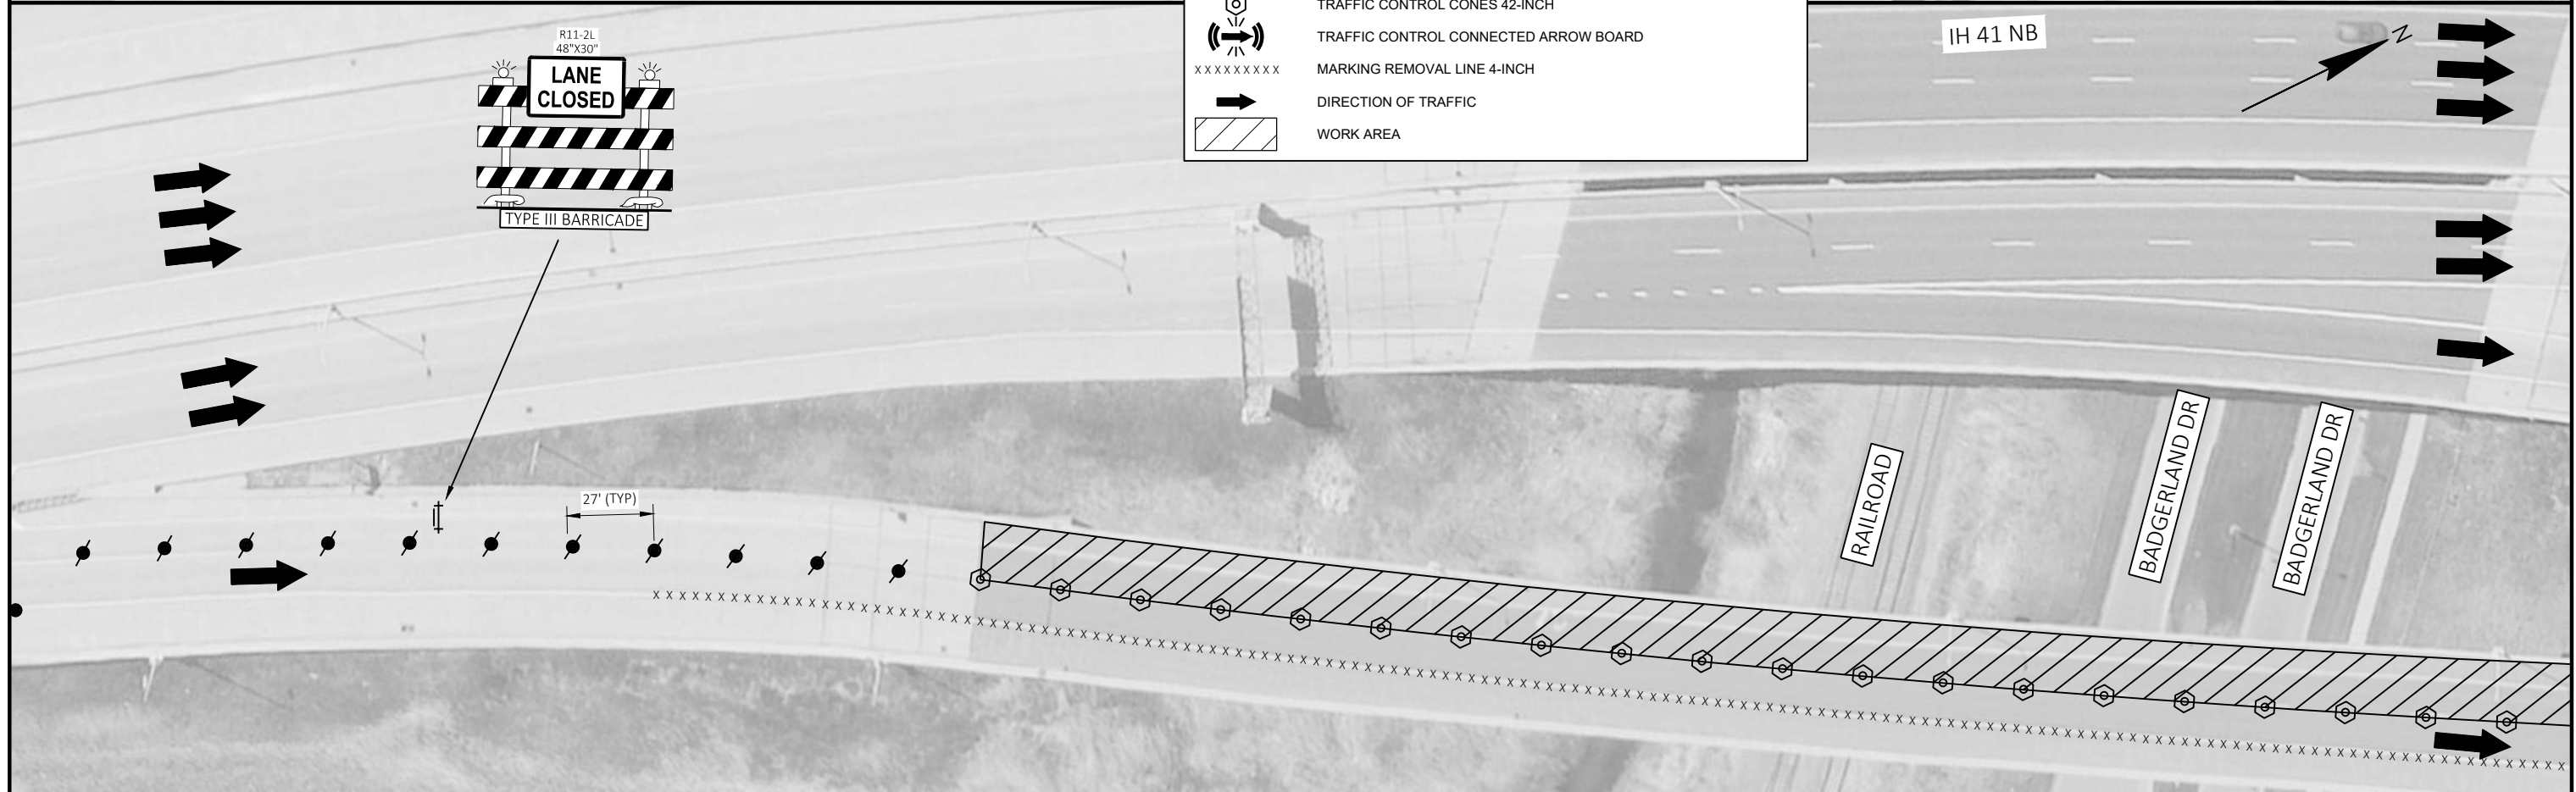 TRAFFIC CONTROL CONES 42-INCH
TRAFFIC CONTROL CONNECTED ARROW BOARD
XXXXXXXXX MARKING REMOVAL LINE 4-INCH
DIRECTION OF TRAFFIC
WORK AREA
IH 41 NB
N
R11-2L
48"X30"
LANE
CLOSED
TYPE III BARRICADE
27' (TYP)
RAILROAD
BADGERLAND DR
BADGERLAND DR